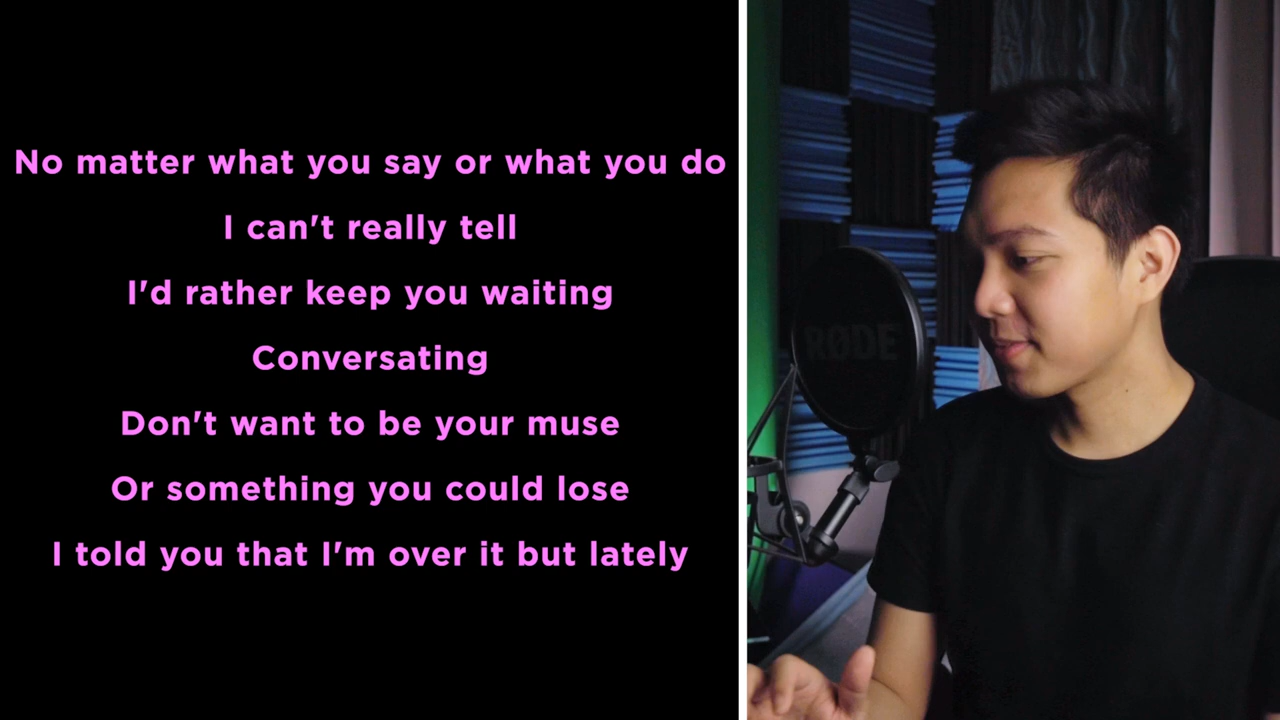 No matter what you say or what you do
I can't really tell
I'd rather keep you waiting
Conversating
Don't want to be your muse
Or something you could lose
I told you that I'm over it but lately
RØDE